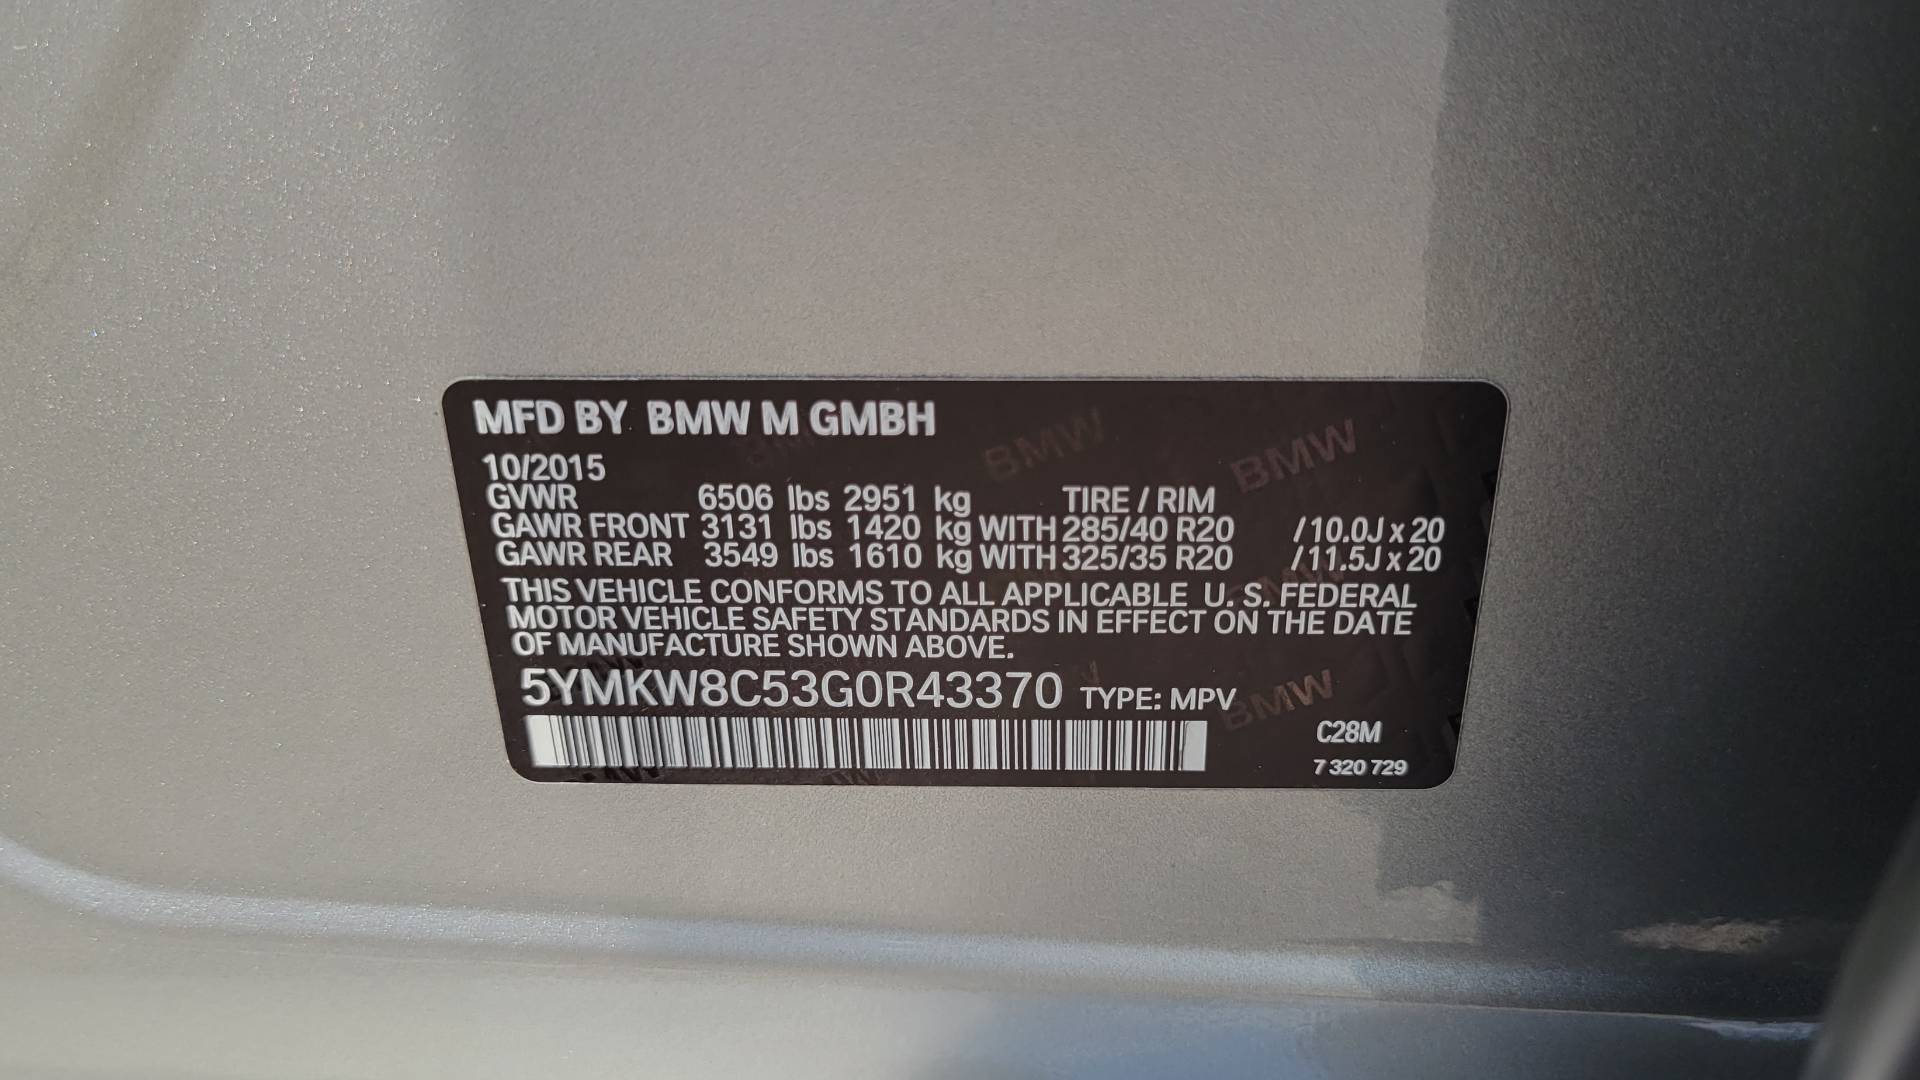 MFD BY BMW M GMBH
10/2015
GVWR 6506 lbs 2951 kg TIRE / RIM
GAWR FRONT 3131 lbs 1420 kg WITH 285/40 R20 /10.0J x 20
GAWR REAR 3549 lbs 1610 kg WITH 325/35 R20 /11.5J x 20
THIS VEHICLE CONFORMS TO ALL APPLICABLE U. S. FEDERAL
MOTOR VEHICLE SAFETY STANDARDS IN EFFECT ON THE DATE
OF MANUFACTURE SHOWN ABOVE.
5YMKW8C53G0R43370 TYPE: MPV
C28M
7 320 729
BMW
BMW
BMW